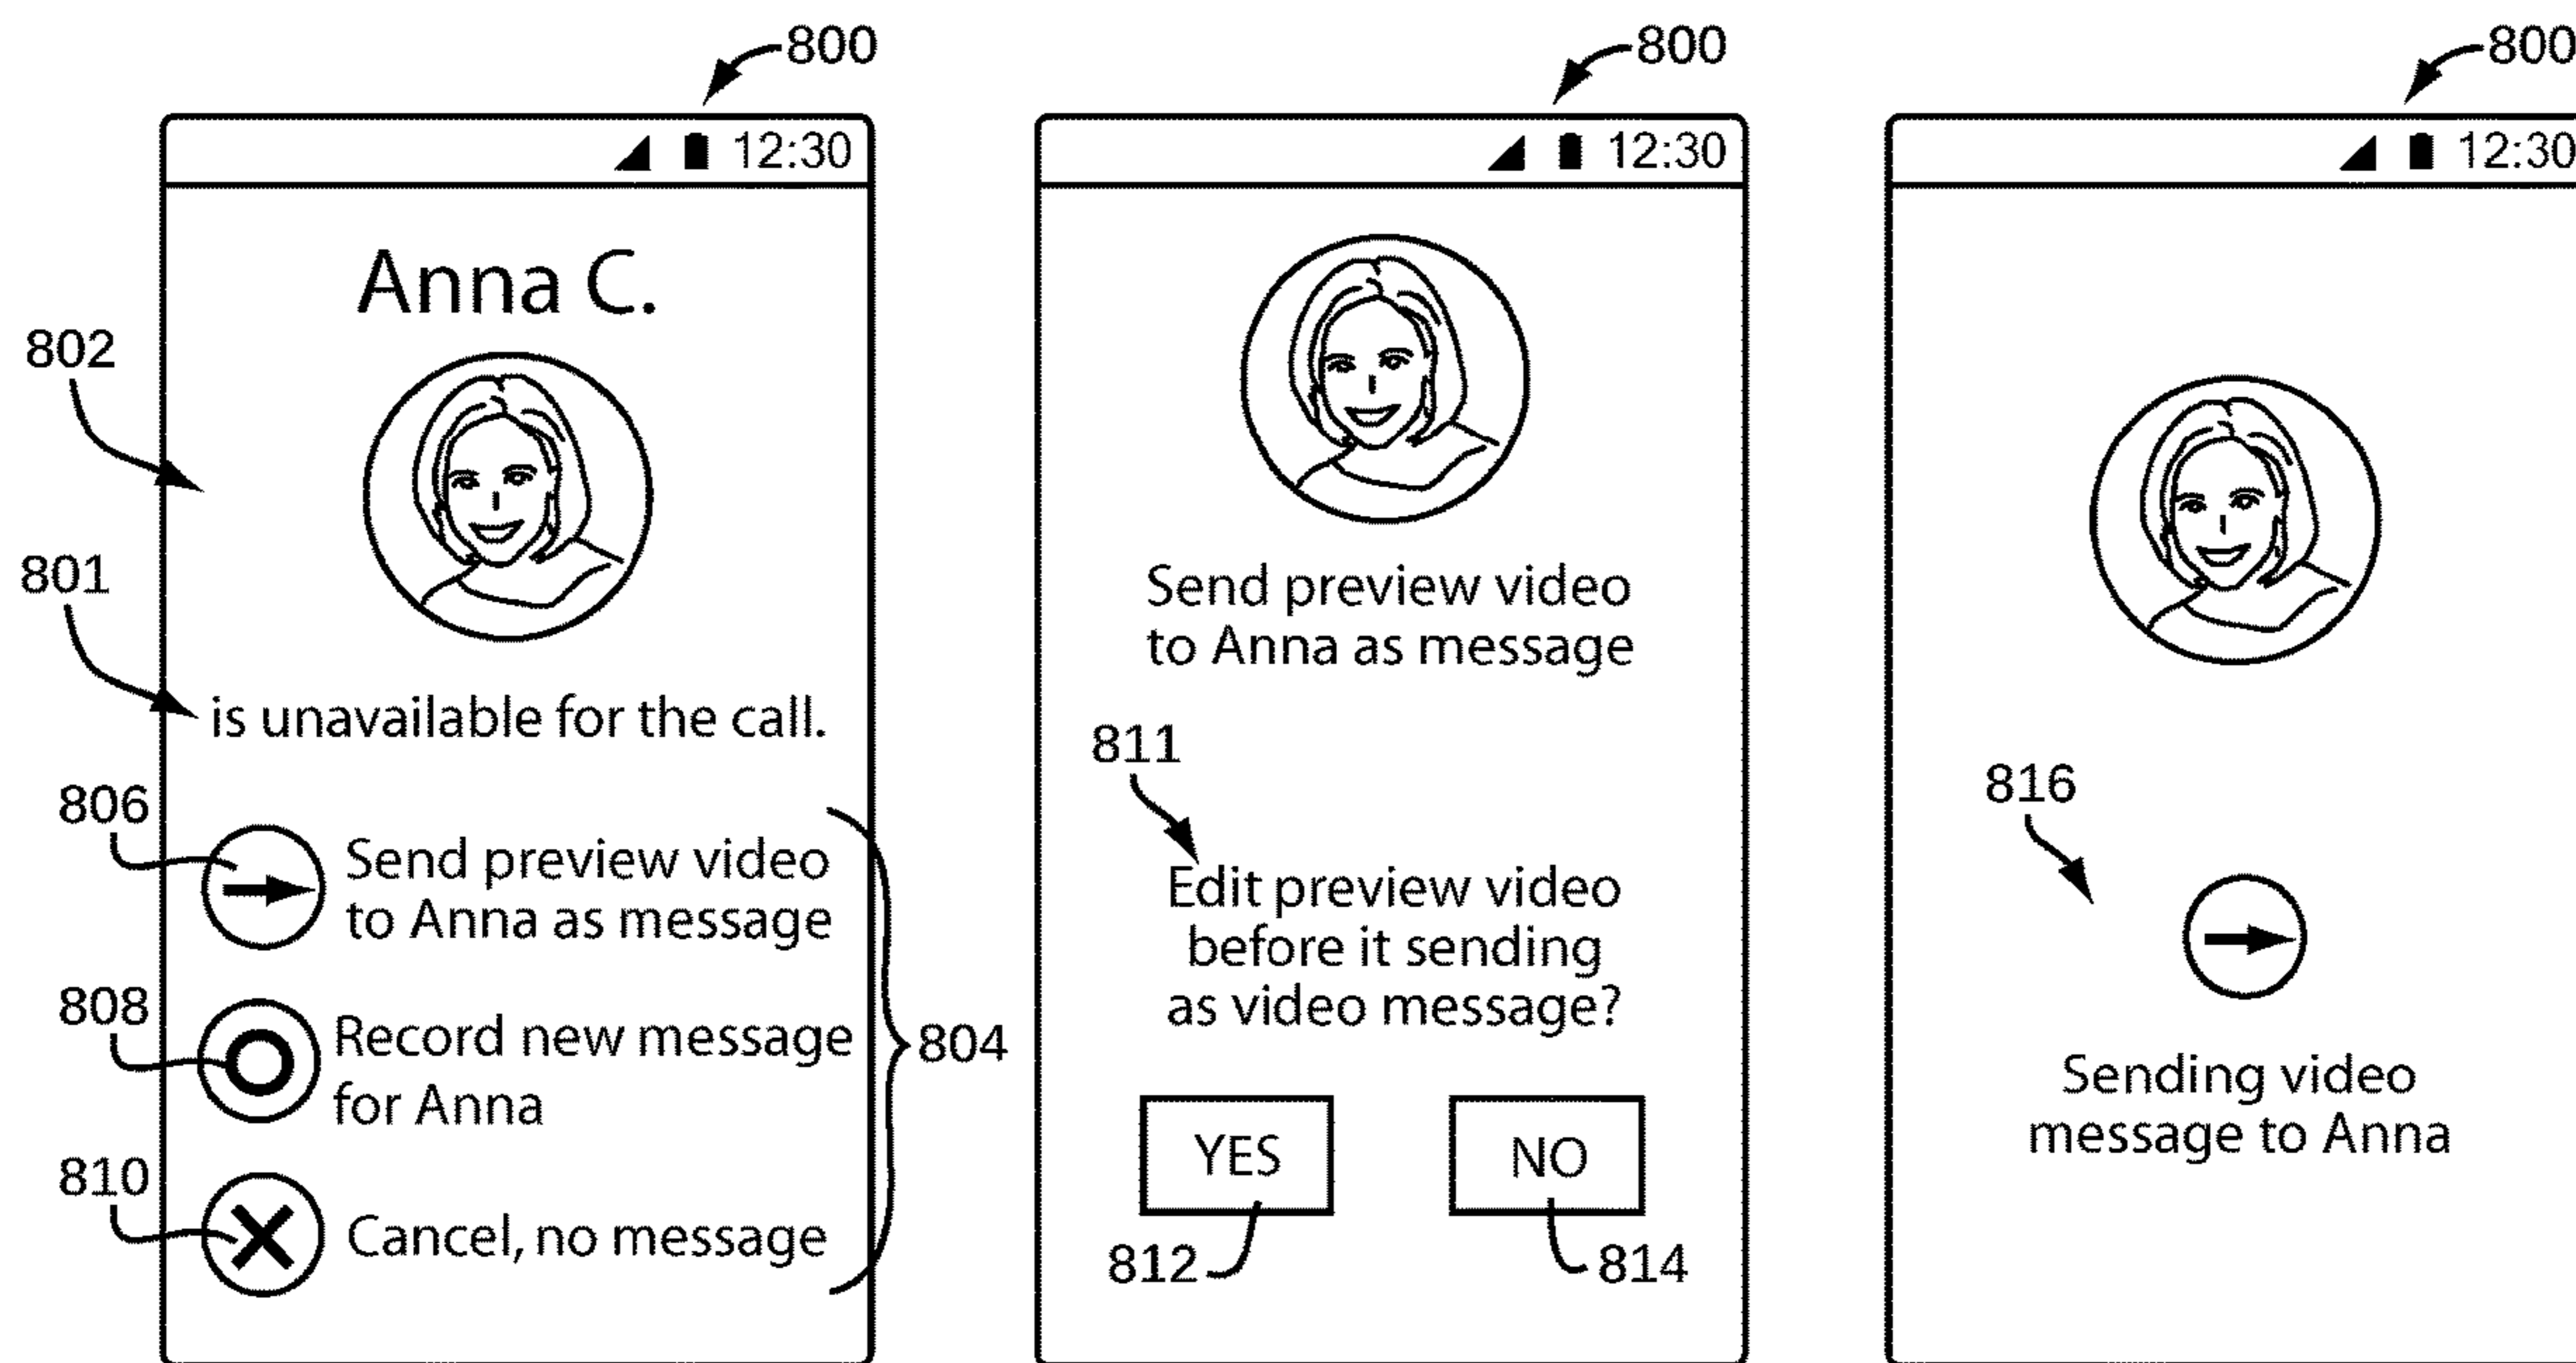 800
12:30
Anna C.
802
801
is unavailable for the call.
806
Send preview video
to Anna as message
808
Record new message
for Anna
804
810
Cancel, no message
800
12:30
Send preview video
to Anna as message
811
Edit preview video
before it sending
as video message?
YES
NO
812
814
800
12:30
816
Sending video
message to Anna